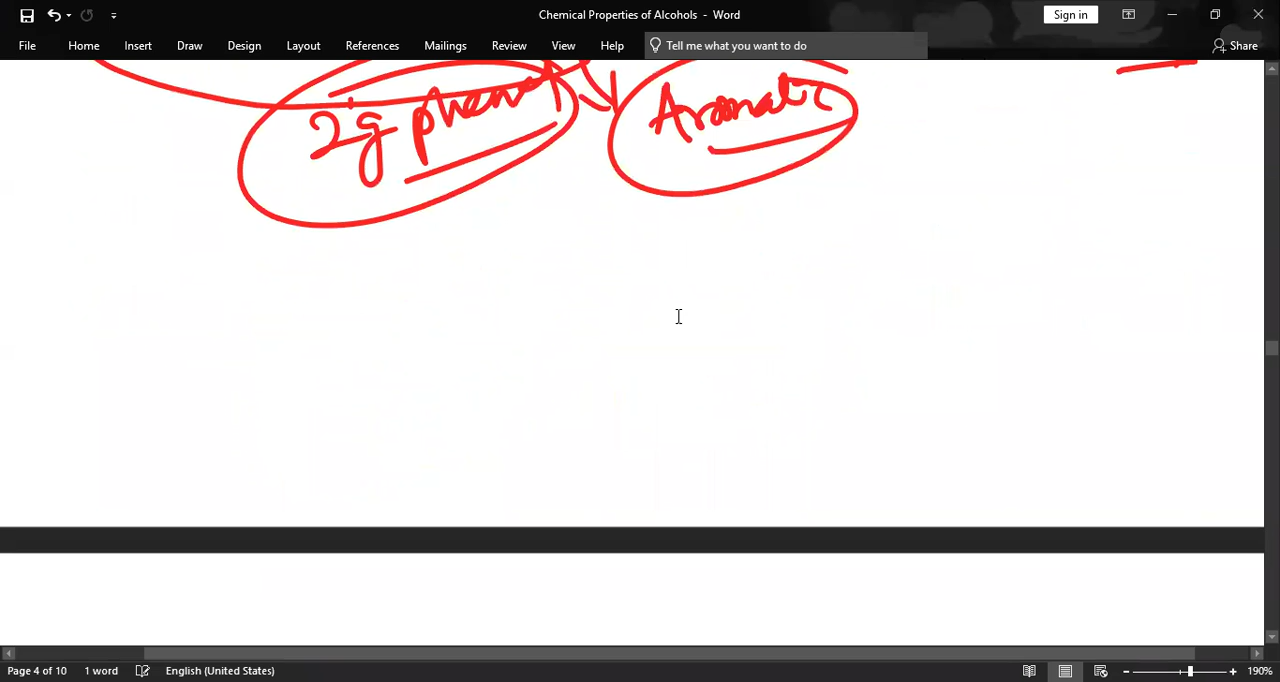 Chemical Properties of Alcohols - Word
Sign in
File Home Insert Draw Design Layout References Mailings Review View Help Tell me what you want to do Share
2g phenol Aromatic
Page 4 of 10 1 word English (United States) 190%